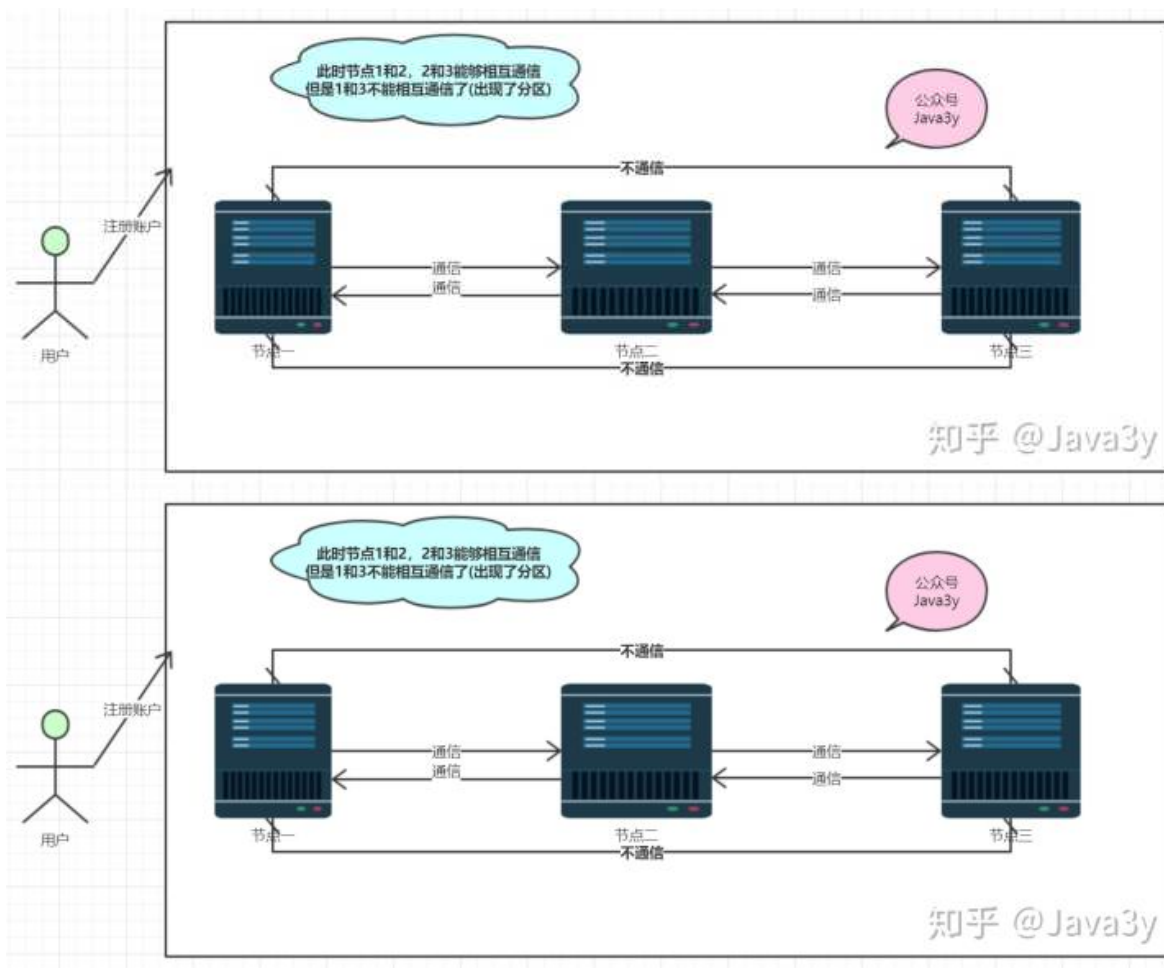 此时节点1和2，2和3能够相互通信
但是1和3不能相互通信了(出现了分区)
公众号
Java3y
不通信
注册账户
通信
通信
通信
通信
用户
节点一
节点二
节点三
不通信
知乎 @Java3y
此时节点1和2，2和3能够相互通信
但是1和3不能相互通信了(出现了分区)
公众号
Java3y
不通信
注册账户
通信
通信
通信
通信
用户
节点一
节点二
节点三
不通信
知乎 @Java3y